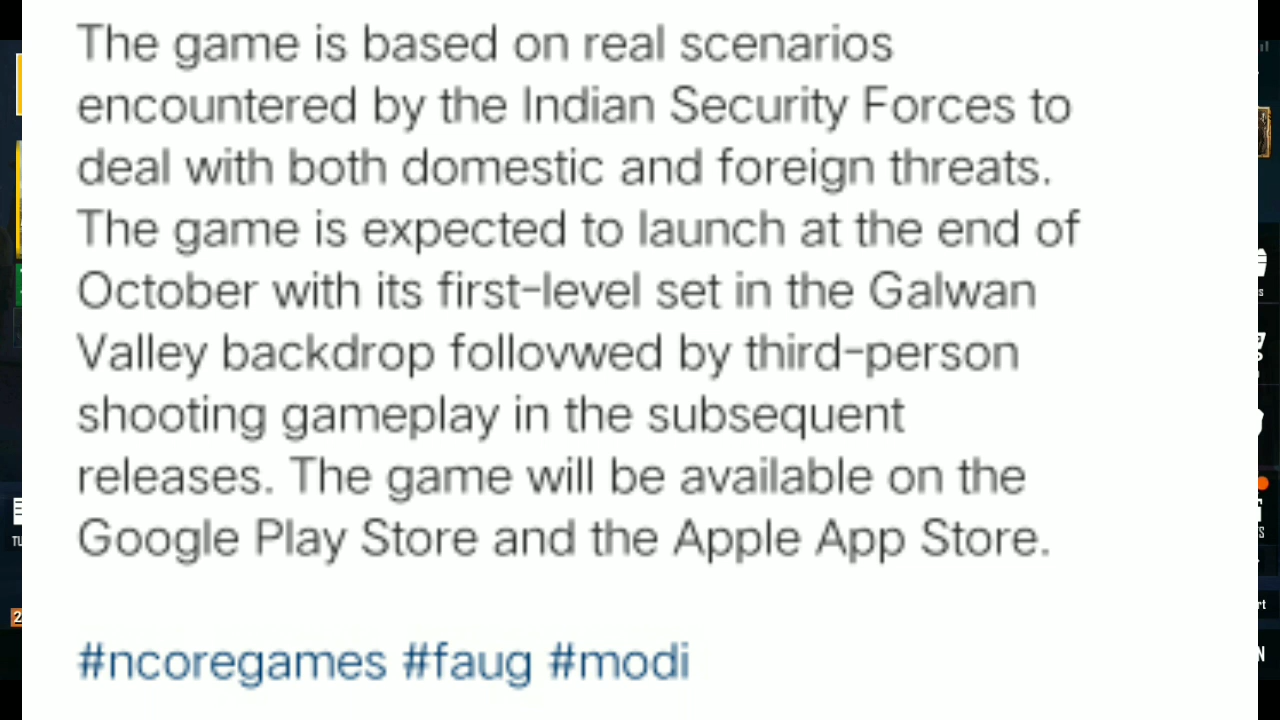 The game is based on real scenarios
encountered by the Indian Security Forces to
deal with both domestic and foreign threats.
The game is expected to launch at the end of
October with its first-level set in the Galwan
Valley backdrop follovwed by third-person
shooting gameplay in the subsequent
releases. The game will be available on the
Google Play Store and the Apple App Store.
#ncoregames #faug #modi